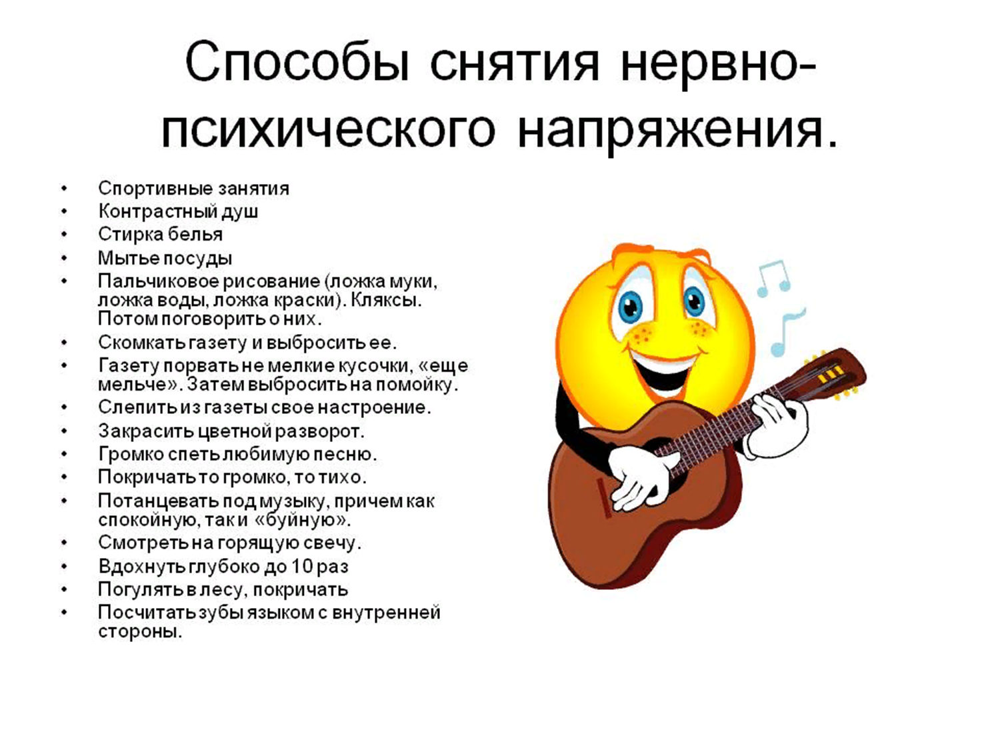 Способы снятия нервно-
психического напряжения.
• Спортивные занятия
• Контрастный душ
• Стирка белья
• Мытье посуды
• Пальчиковое рисование (ложка муки,
ложка воды, ложка краски). Кляксы.
Потом поговорить о них.
• Скомкать газету и выбросить ее.
• Газету порвать не мелкие кусочки, «еще
мельче». Затем выбросить на помойку.
• Слепить из газеты свое настроение.
• Закрасить цветной разворот.
• Громко спеть любимую песню.
• Покричать то громко, то тихо.
• Потанцевать под музыку, причем как
спокойную, так и «буйную».
• Смотреть на горящую свечу.
• Вдохнуть глубоко до 10 раз
• Погулять в лесу, покричать
• Посчитать зубы языком с внутренней
стороны.